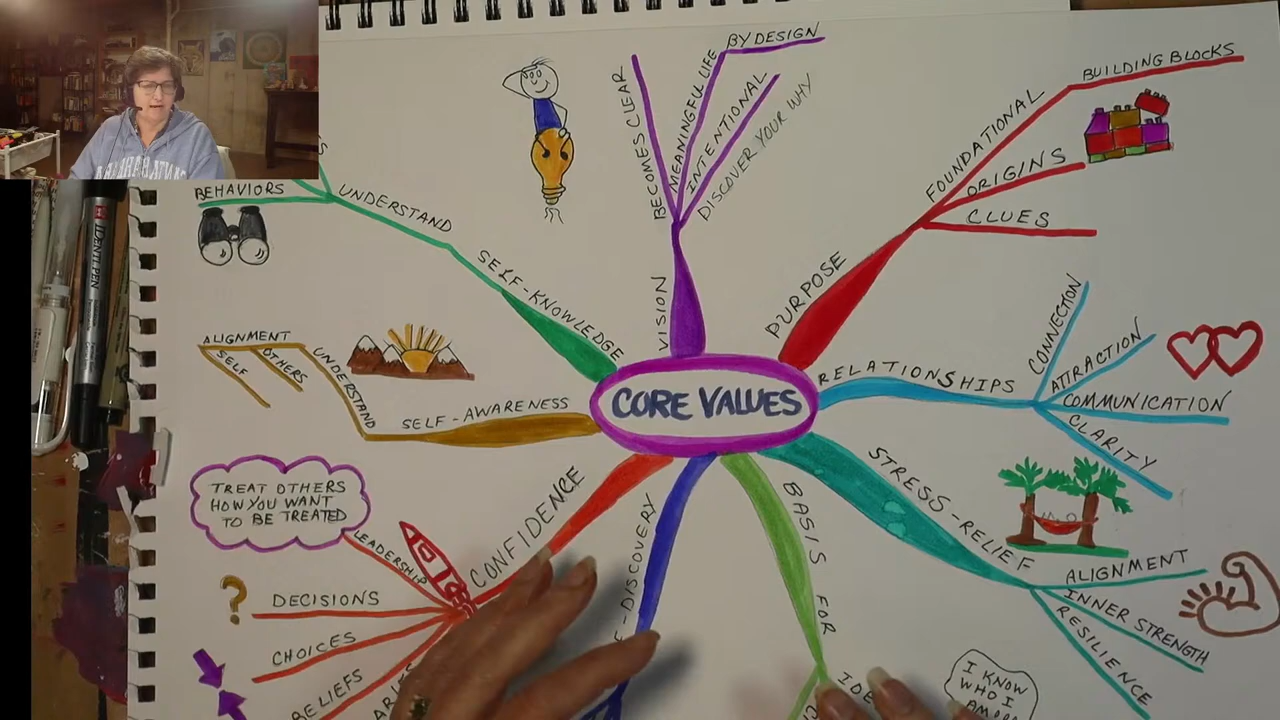 CORE VALUES
VISION
BECOMES CLEAR
MEANINGFUL LIFE
BY DESIGN
INTENTIONAL
DISCOVER YOUR WHY
PURPOSE
FOUNDATIONAL
BUILDING BLOCKS
ORIGINS
CLUES
RELATIONSHIPS
CONNECTION
ATTRACTION
COMMUNICATION
CLARITY
STRESS-RELIEF
ALIGNMENT
INNER STRENGTH
RESILIENCE
BASIS FOR
I KNOW
WHO I
-DISCOVERY
CONFIDENCE
LEADERSHIP
TREAT OTHERS
HOW YOU WANT
TO BE TREATED
DECISIONS
CHOICES
BELIEFS
SELF-AWARENESS
UNDERSTAND
ALIGNMENT
SELF
OTHERS
SELF-KNOWLEDGE
UNDERSTAND
BEHAVIORS
IDENTI PEN